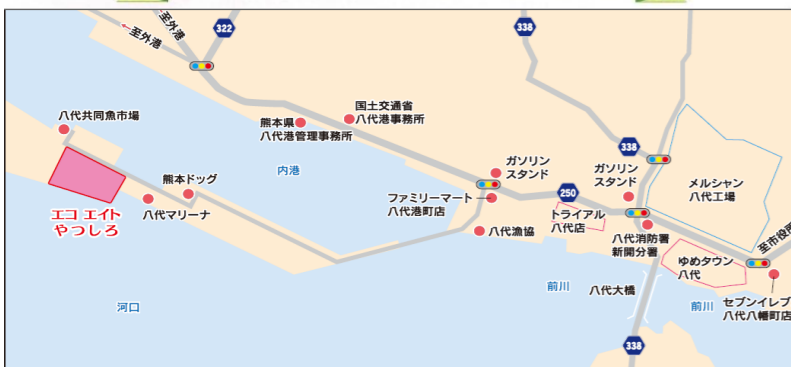 至外港
至外港
322
338
八代共同魚市場
熊本県
八代港管理事務所
国土交通省
八代港事務所
内港
熊本ドッグ
八代マリーナ
エコ エイト
やつしろ
ガソリン
スタンド
ファミリーマート
八代港町店
八代漁協
250
トライアル
八代店
ガソリン
スタンド
338
メルシャン
八代工場
八代消防署
新開分署
至市役所
ゆめタウン
八代
セブンイレブ
八代八幡町店
河口
前川
八代大橋
前川
338